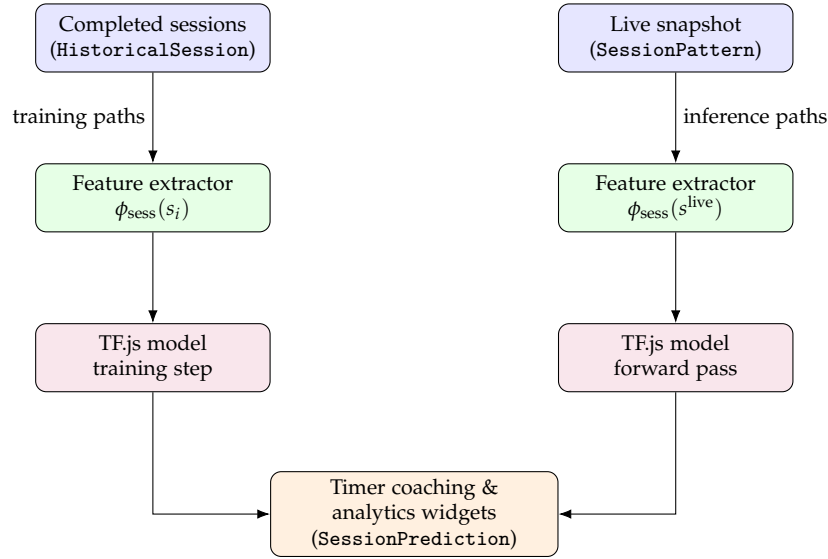 Completed sessions
(HistoricalSession)
Live snapshot
(SessionPattern)
training paths
inference paths
Feature extractor
ϕsess(sᵢ)
Feature extractor
ϕsess(s^live)
TF.js model
training step
TF.js model
forward pass
Timer coaching &
analytics widgets
(SessionPrediction)